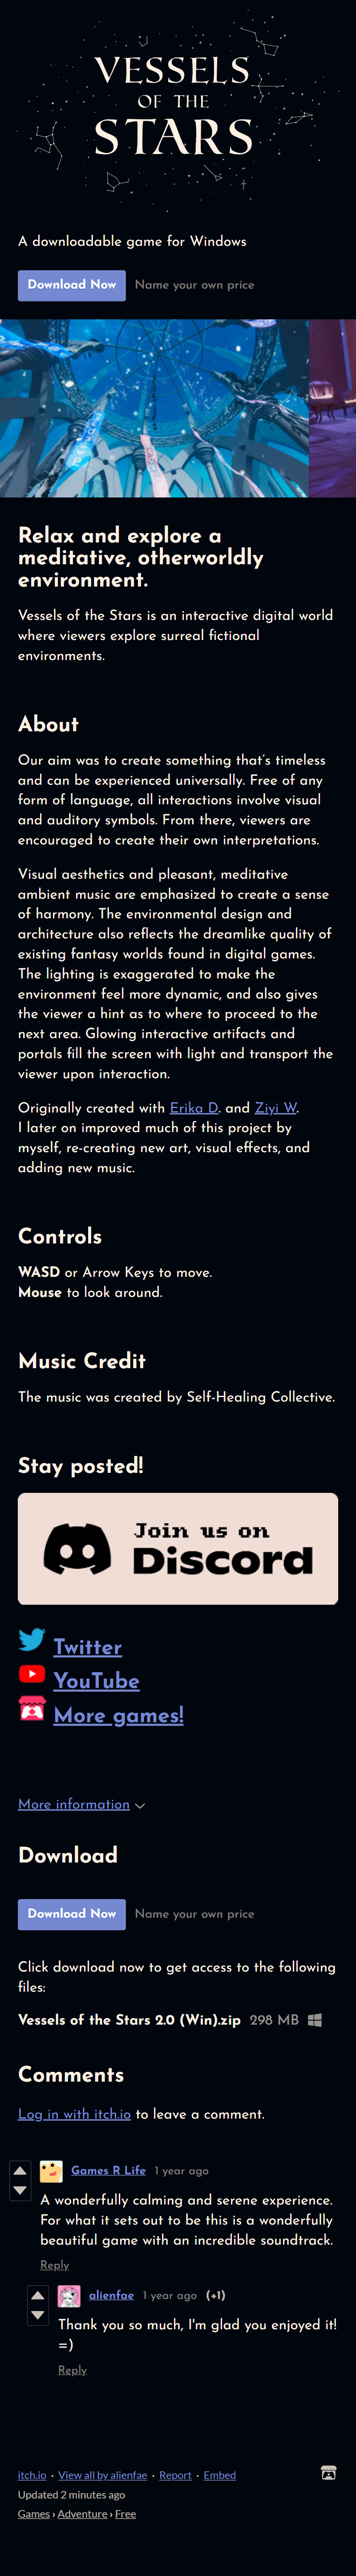 VESSELS
OF THE
STARS
A downloadable game for Windows
Download Now Name your own price
Relax and explore a
meditative, otherworldly
environment.
Vessels of the Stars is an interactive digital world
where viewers explore surreal fictional
environments.
About
Our aim was to create something that's timeless
and can be experienced universally. Free of any
form of language, all interactions involve visual
and auditory symbols. From there, viewers are
encouraged to create their own interpretations.
Visual aesthetics and pleasant, meditative
ambient music are emphasized to create a sense
of harmony. The environmental design and
architecture also reflects the dreamlike quality of
existing fantasy worlds found in digital games.
The lighting is exaggerated to make the
environment feel more dynamic, and also gives
the viewer a hint as to where to proceed to the
next area. Glowing interactive artifacts and
portals fill the screen with light and transport the
viewer upon interaction.
Originally created with Erika D. and Ziyi W.
I later on improved much of this project by
myself, re-creating new art, visual effects, and
adding new music.
Controls
WASD or Arrow Keys to move.
Mouse to look around.
Music Credit
The music was created by Self-Healing Collective.
Stay posted!
Join us on
Discord
Twitter
YouTube
More games!
More information
Download
Download Now Name your own price
Click download now to get access to the following
files:
Vessels of the Stars 2.0 (Win).zip 298 MB
Comments
Log in with itch.io to leave a comment.
Games R Life 1 year ago
A wonderfully calming and serene experience.
For what it sets out to be this is a wonderfully
beautiful game with an incredible soundtrack.
Reply
alienfae 1 year ago (+1)
Thank you so much, I'm glad you enjoyed it!
=)
Reply
itch.io · View all by alienfae · Report · Embed
Updated 2 minutes ago
Games › Adventure › Free